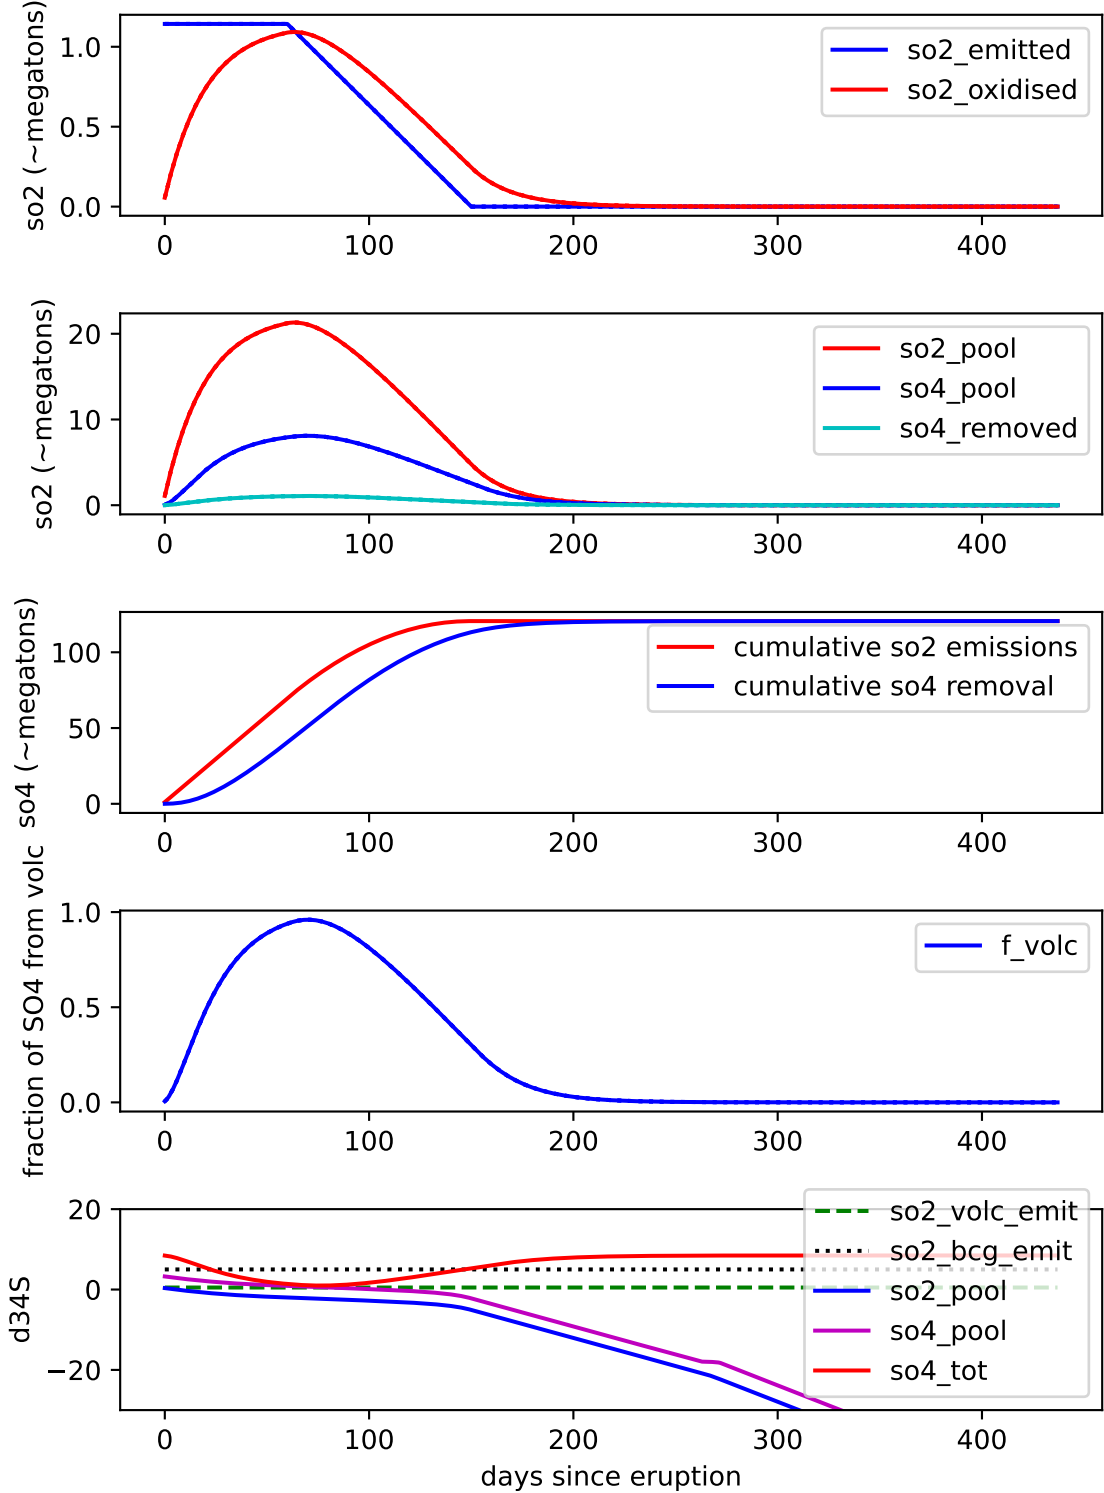 so2 (~megatons)
1.0
0.5
0.0
so2_emitted
so2_oxidised
0 100 200 300 400
so2 (~megatons)
20
10
0
so2_pool
so4_pool
so4_removed
0 100 200 300 400
so4 (~megatons)
100
50
0
cumulative so2 emissions
cumulative so4 removal
0 100 200 300 400
fraction of SO4 from volc
1.0
0.5
0.0
f_volc
0 100 200 300 400
d34S
20
0
−20
so2_volc_emit
so2_bcg_emit
so2_pool
so4_pool
so4_tot
0 100 200 300 400
days since eruption